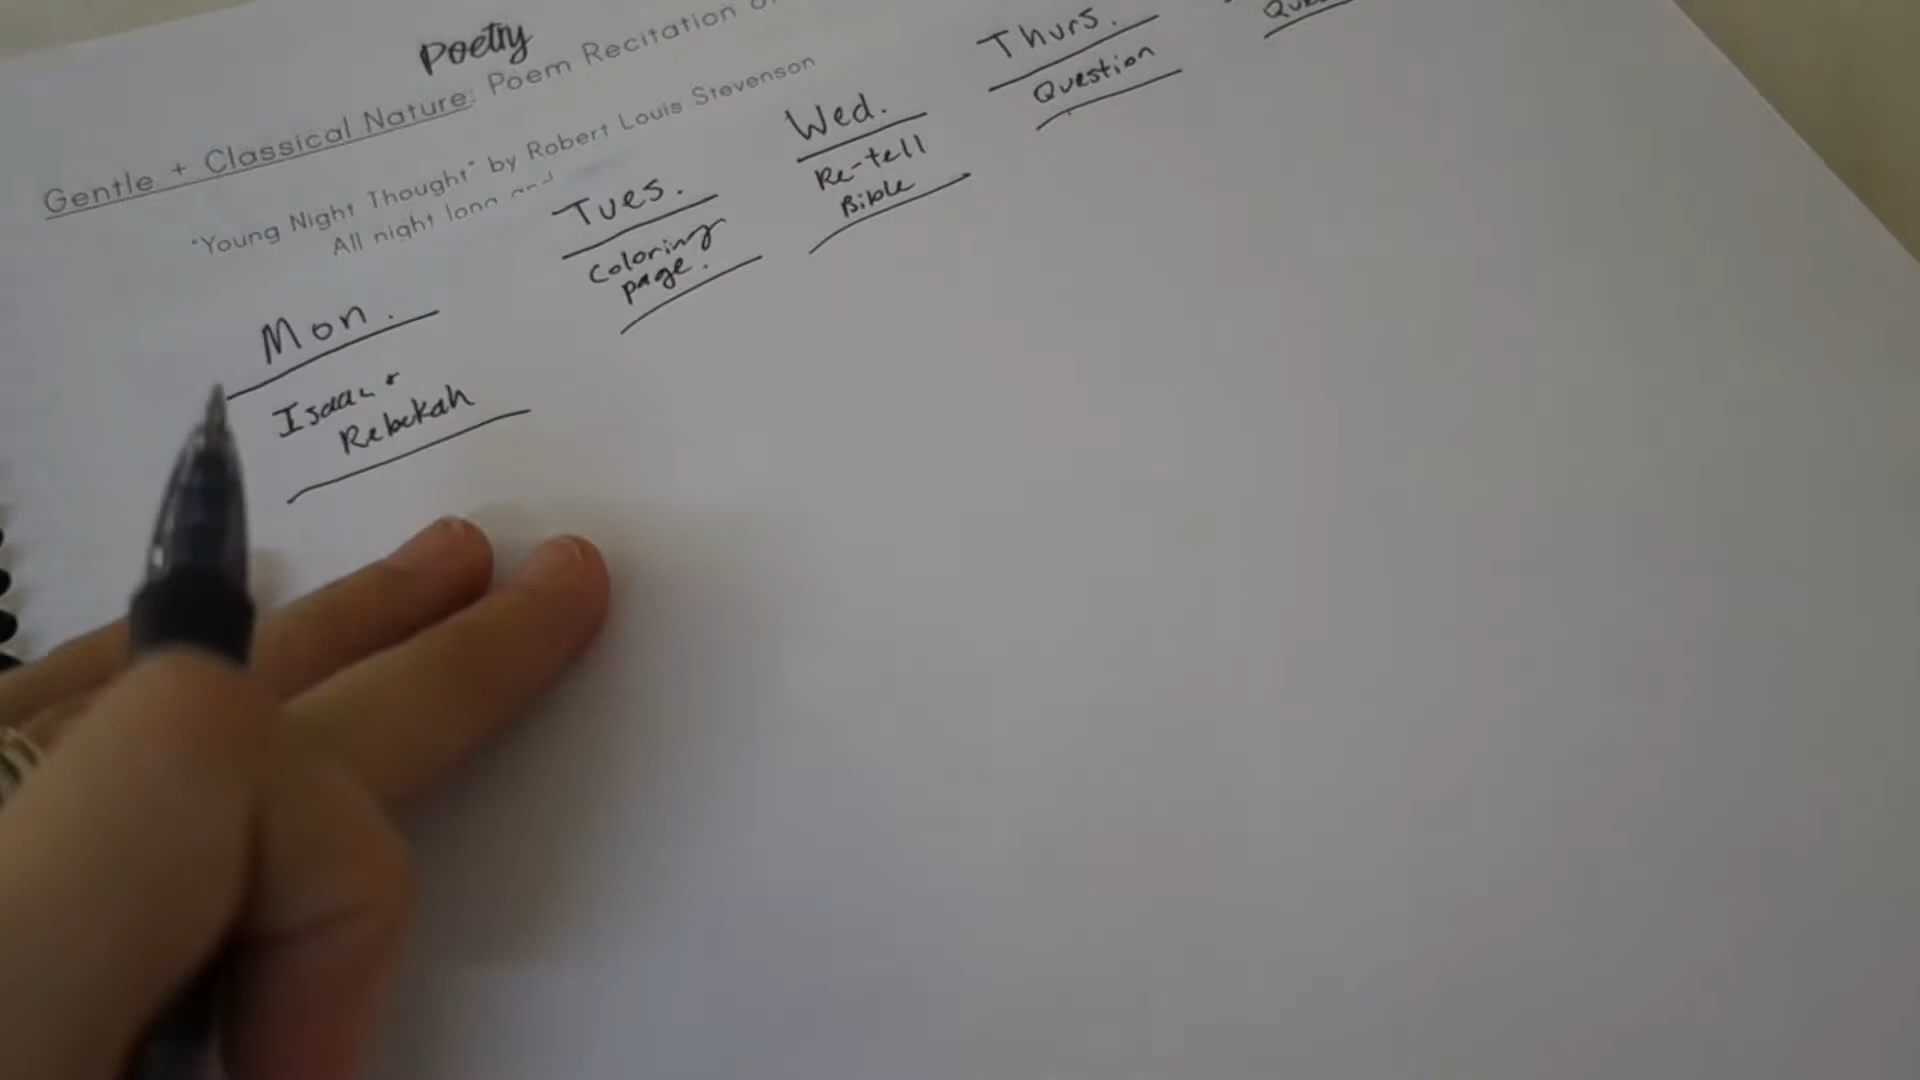 Poetry
Gentle + Classical Nature: Poem Recitation
"Young Night Thought" by Robert Louis Stevenson
All night long and
Mon.
Isaac +
Rebekah
Tues.
Coloring
page.
Wed.
Re-tell
Bible
Thurs.
Question